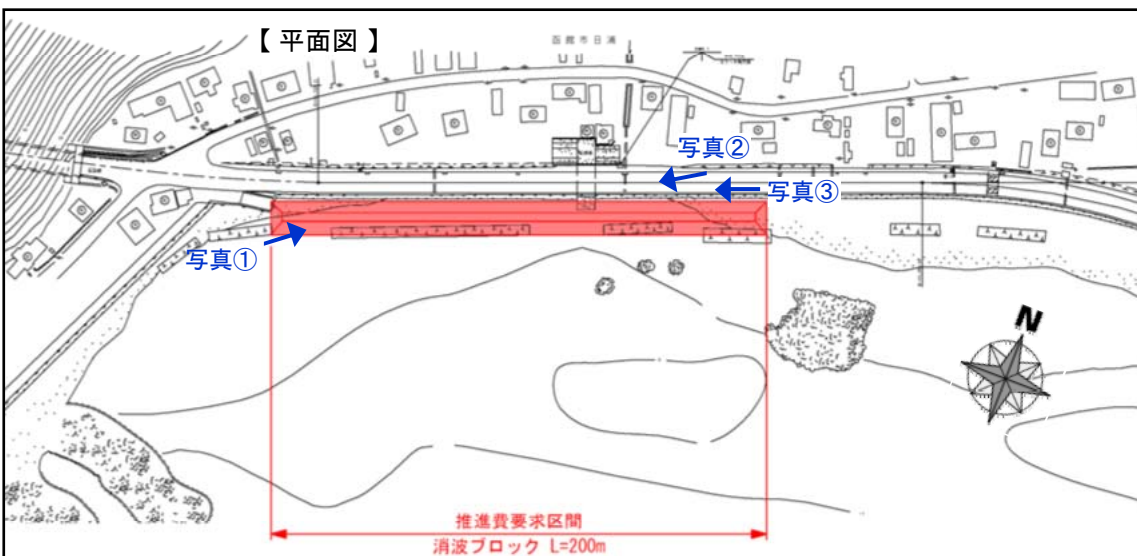 【 平面図 】
函館市日浦
写真②
写真③
写真①
N
推進費要求区間
消波ブロック L=200m